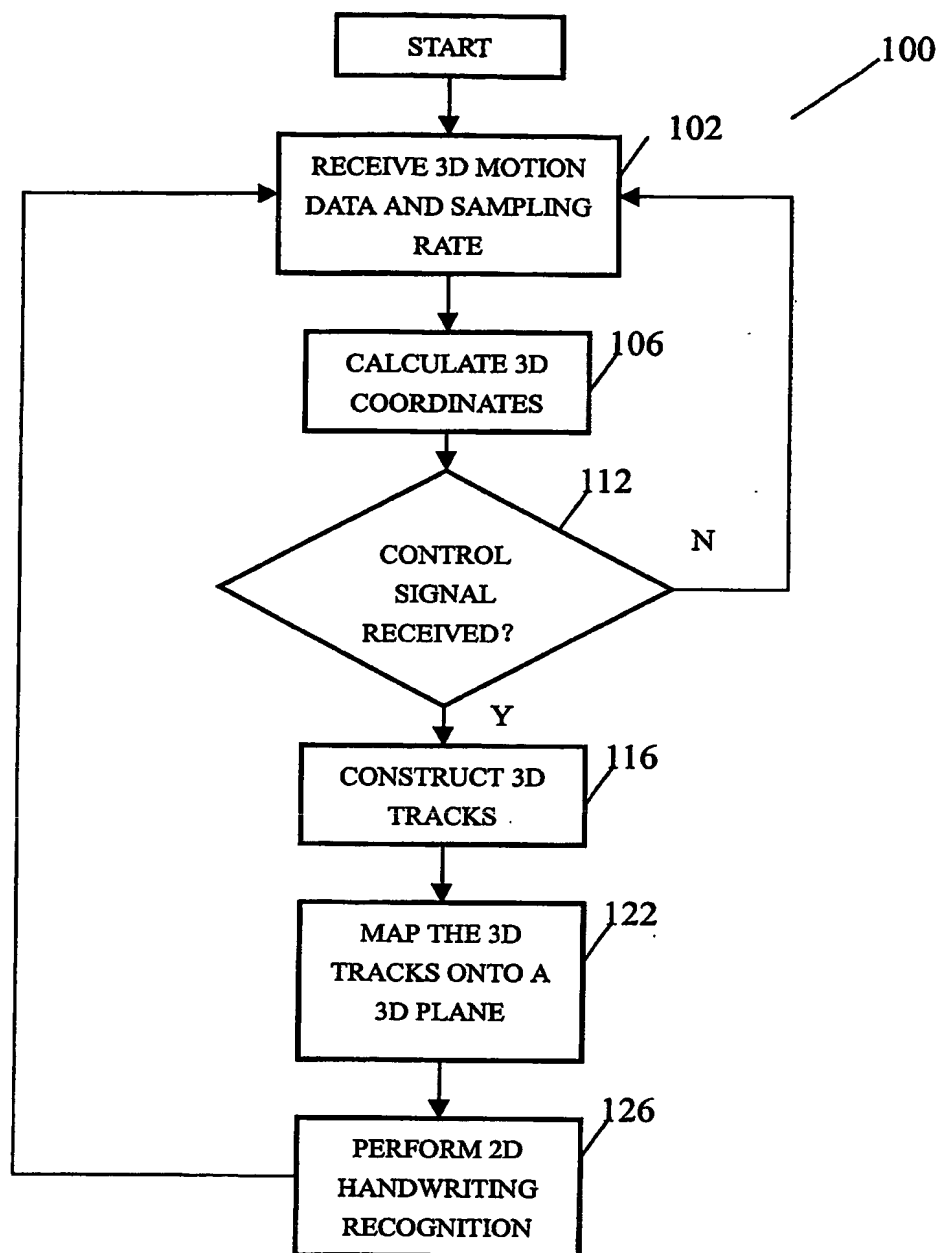 START
100
102
RECEIVE 3D MOTION
DATA AND SAMPLING
RATE
106
CALCULATE 3D
COORDINATES
112
CONTROL
SIGNAL
RECEIVED?
N
Y
116
CONSTRUCT 3D
TRACKS
122
MAP THE 3D
TRACKS ONTO A
3D PLANE
126
PERFORM 2D
HANDWRITING
RECOGNITION